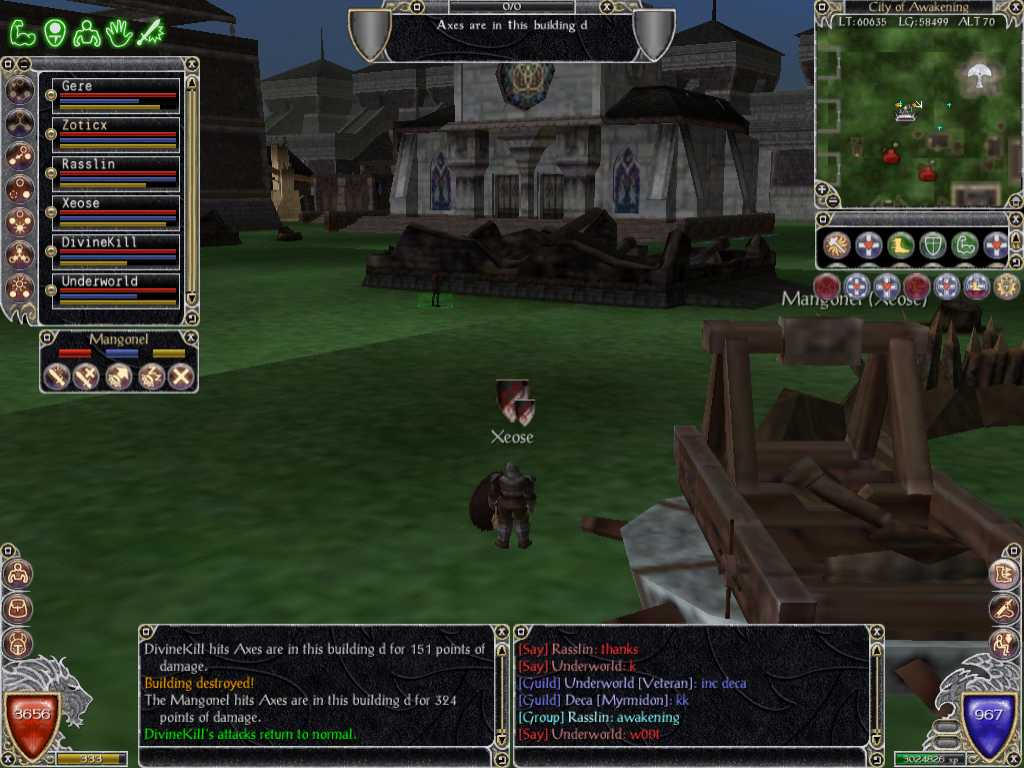 0/0
Axes are in this building d
City of Awakening
LT:60635 LG:58499 ALT 70
Gere
Zoticx
Rasslin
Xeose
DivineKill
Underworld
Mangonel
Mangonel (Xeose)
Xeose
DivineKill hits Axes are in this building d for 151 points of
damage.
Building destroyed!
The Mangonel hits Axes are in this building d for 324
points of damage.
DivineKill's attacks return to normal.
[Say] Rasslin: thanks
[Say] Underworld: k
[Guild] Underworld [Veteran]: inc deca
[Guild] Deca [Myrmidon]: kk
[Group] Rasslin: awakening
[Say] Underworld: w00t
3656
333
967
3024826 xp